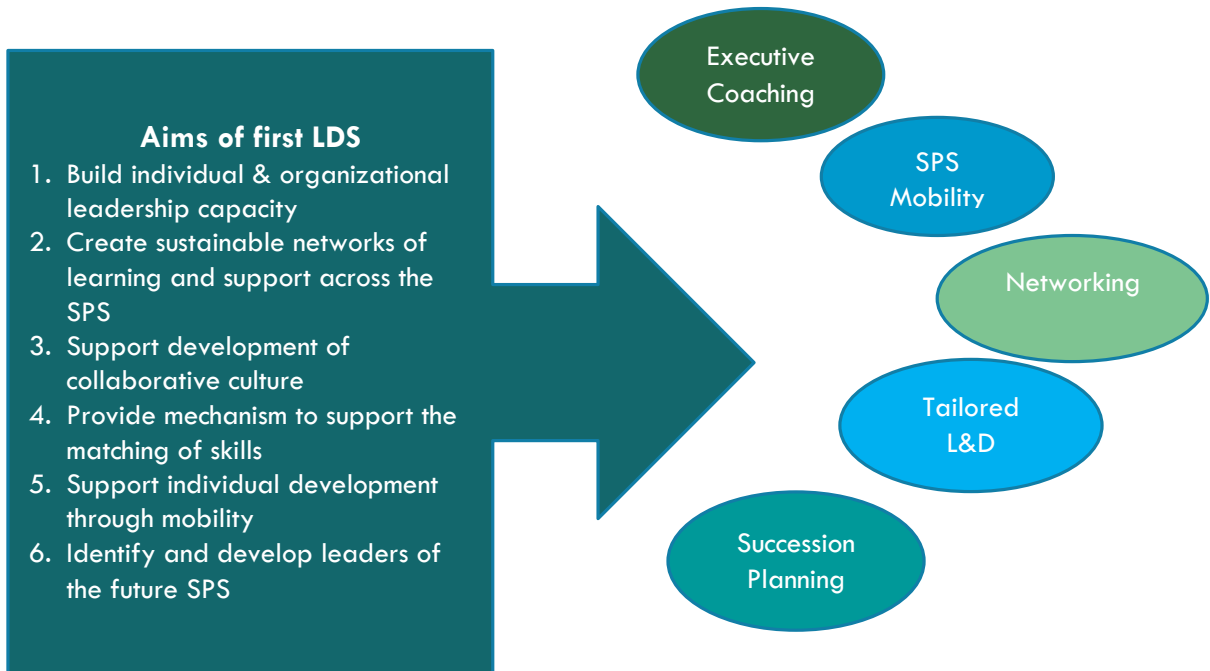 Aims of first LDS
1. Build individual & organizational
leadership capacity
2. Create sustainable networks of
learning and support across the
SPS
3. Support development of
collaborative culture
4. Provide mechanism to support the
matching of skills
5. Support individual development
through mobility
6. Identify and develop leaders of
the future SPS
Executive
Coaching
SPS
Mobility
Networking
Tailored
L&D
Succession
Planning